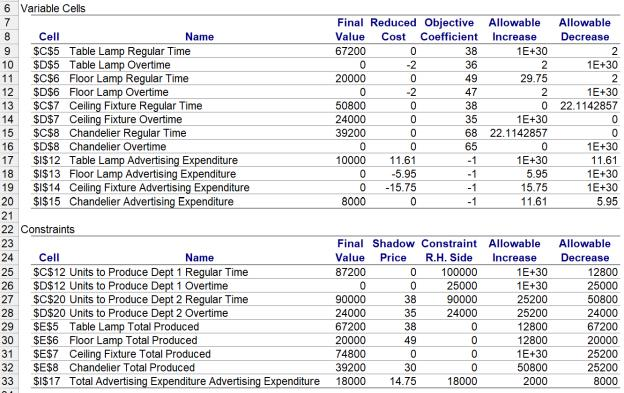 6 Variable Cells
7 Final Reduced Objective Allowable Allowable
8 Cell Name Value Cost Coefficient Increase Decrease
9 $C$5 Table Lamp Regular Time 67200 0 38 1E+30 2
10 $D$5 Table Lamp Overtime 0 -2 36 2 1E+30
11 $C$6 Floor Lamp Regular Time 20000 0 49 29.75 2
12 $D$6 Floor Lamp Overtime 0 -2 47 2 1E+30
13 $C$7 Ceiling Fixture Regular Time 50800 0 38 0 22.1142857
14 $D$7 Ceiling Fixture Overtime 24000 0 35 1E+30 0
15 $C$8 Chandelier Regular Time 39200 0 68 22.1142857 0
16 $D$8 Chandelier Overtime 0 0 65 0 1E+30
17 $I$12 Table Lamp Advertising Expenditure 10000 11.61 -1 1E+30 11.61
18 $I$13 Floor Lamp Advertising Expenditure 0 -5.95 -1 5.95 1E+30
19 $I$14 Ceiling Fixture Advertising Expenditure 0 -15.75 -1 15.75 1E+30
20 $I$15 Chandelier Advertising Expenditure 8000 0 -1 11.61 5.95
21
22 Constraints
23 Final Shadow Constraint Allowable Allowable
24 Cell Name Value Price R.H. Side Increase Decrease
25 $C$12 Units to Produce Dept 1 Regular Time 87200 0 100000 1E+30 12800
26 $D$12 Units to Produce Dept 1 Overtime 0 0 25000 1E+30 25000
27 $C$20 Units to Produce Dept 2 Regular Time 90000 38 90000 25200 50800
28 $D$20 Units to Produce Dept 2 Overtime 24000 35 24000 25200 24000
29 $E$5 Table Lamp Total Produced 67200 38 0 12800 67200
30 $E$6 Floor Lamp Total Produced 20000 49 0 12800 20000
31 $E$7 Ceiling Fixture Total Produced 74800 0 0 1E+30 25200
32 $E$8 Chandelier Total Produced 39200 30 0 50800 25200
33 $I$17 Total Advertising Expenditure Advertising Expenditure 18000 14.75 18000 2000 8000